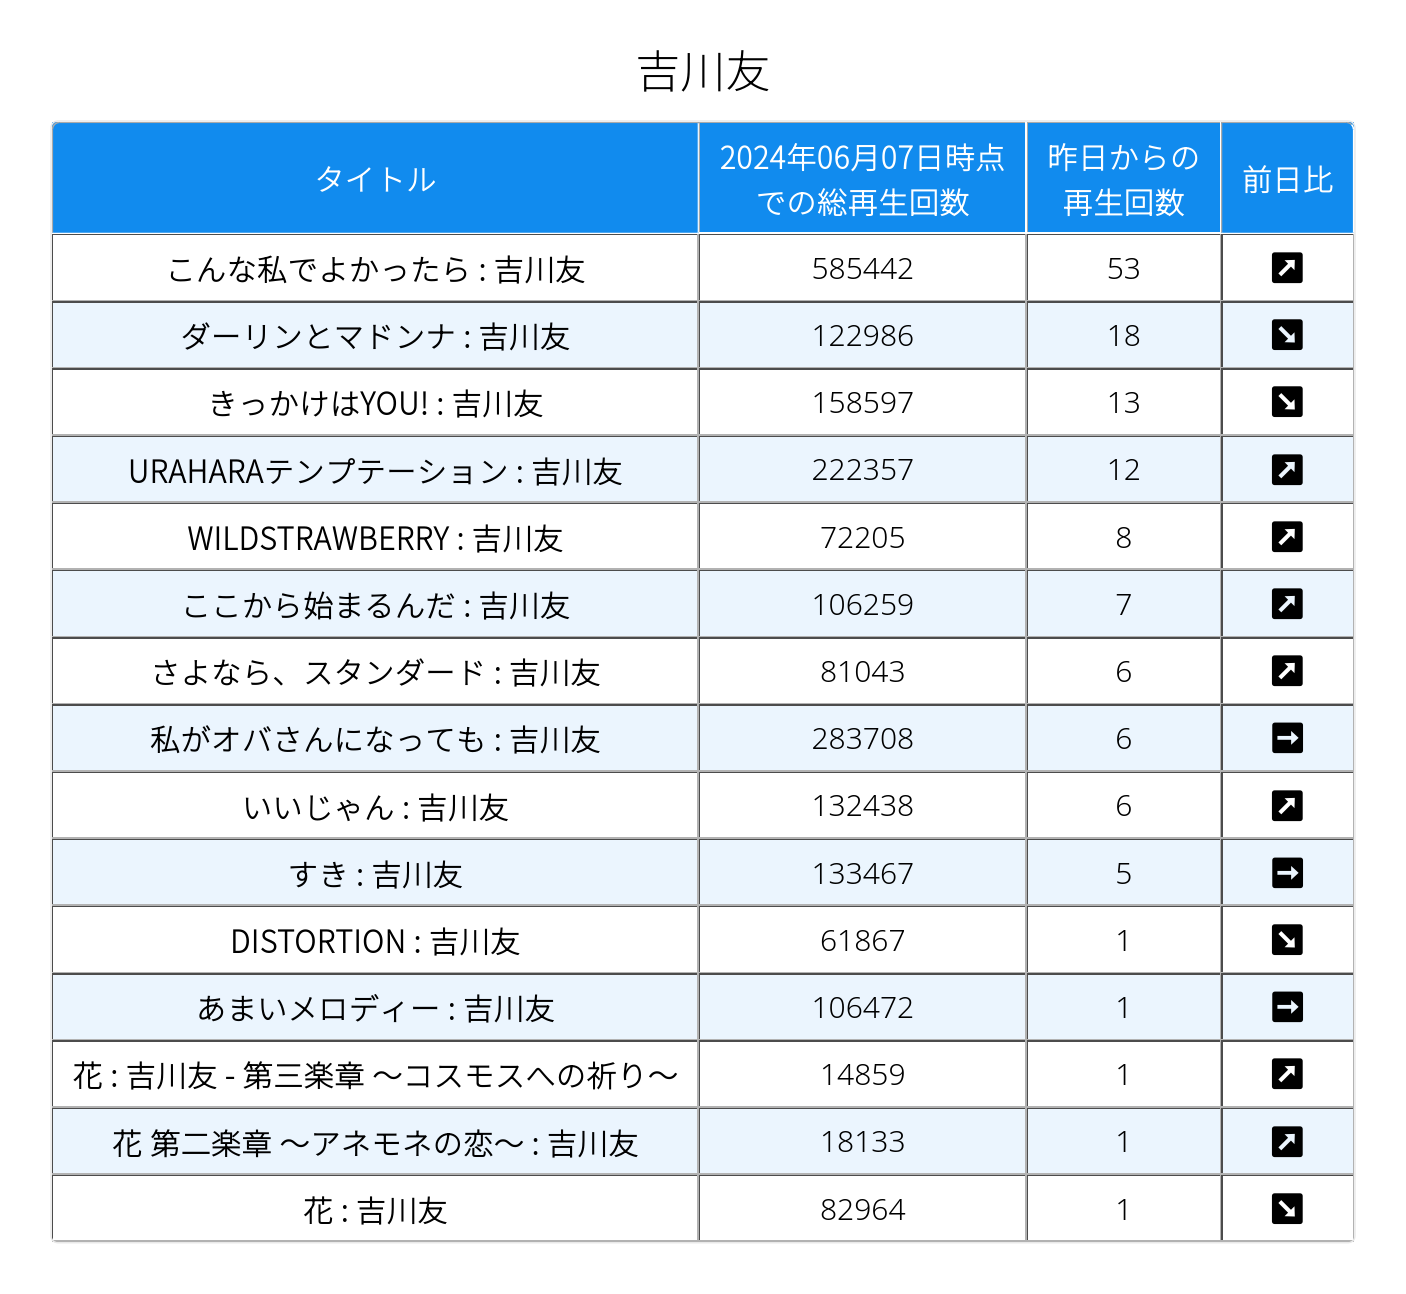 吉川友
タイトル 2024年06月07日時点での総再生回数 昨日からの再生回数 前日比
こんな私でよかったら : 吉川友 585442 53 ↗
ダーリンとマドンナ : 吉川友 122986 18 ↘
きっかけはYOU! : 吉川友 158597 13 ↘
URAHARAテンプテーション : 吉川友 222357 12 ↗
WILDSTRAWBERRY : 吉川友 72205 8 ↗
ここから始まるんだ : 吉川友 106259 7 ↗
さよなら、スタンダード : 吉川友 81043 6 ↗
私がオバさんになっても : 吉川友 283708 6 →
いいじゃん : 吉川友 132438 6 ↗
すき : 吉川友 133467 5 →
DISTORTION : 吉川友 61867 1 ↘
あまいメロディー : 吉川友 106472 1 →
花 : 吉川友 - 第三楽章 〜コスモスへの祈り〜 14859 1 ↗
花 第二楽章 〜アネモネの恋〜 : 吉川友 18133 1 ↗
花 : 吉川友 82964 1 ↘